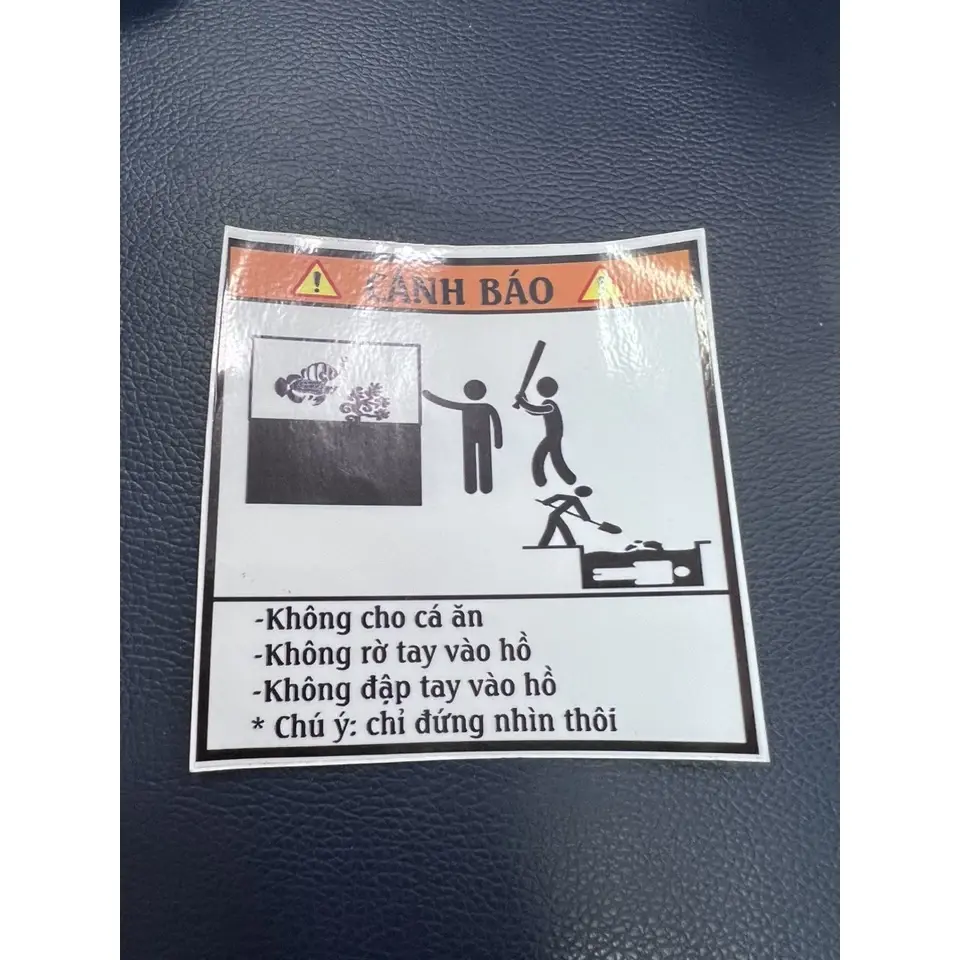 CẢNH BÁO
-Không cho cá ăn
-Không rờ tay vào hồ
-Không đập tay vào hồ
* Chú ý: chỉ đứng nhìn thôi